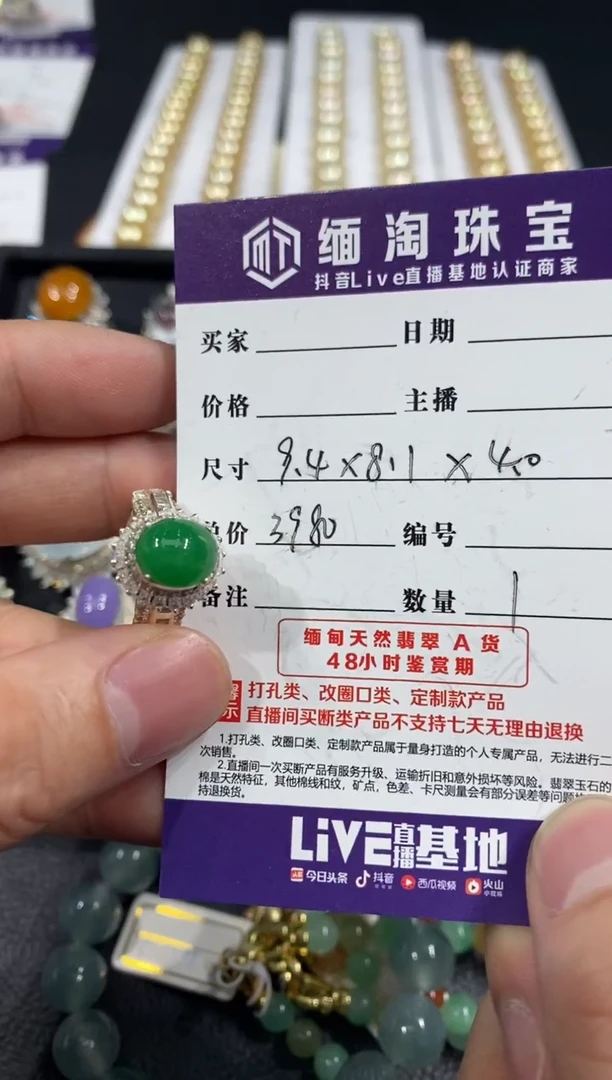 MT 缅淘珠宝
抖音Live直播基地认证商家
买家 日期
价格 主播
尺寸 9.4×8.1×4.0
总价 3980 编号
备注 数量 1
缅甸天然翡翠A货
48小时鉴赏期
打孔类、改圈口类、定制款产品
示 直播间买断类产品不支持七天无理由退换
1.打孔类、改圈口类、定制款产品属于量身打造的个人专属产品,无法进行二
次销售。
2.直播间一次买断产品有服务升级、运输折旧和意外损坏等风险。翡翠玉石的
棉是天然特征,其他棉线和纹,矿点,色差、卡尺测量会有部分误差等问题
持退换货。
LiVE直播基地
今日头条 抖音 西瓜视频 火山